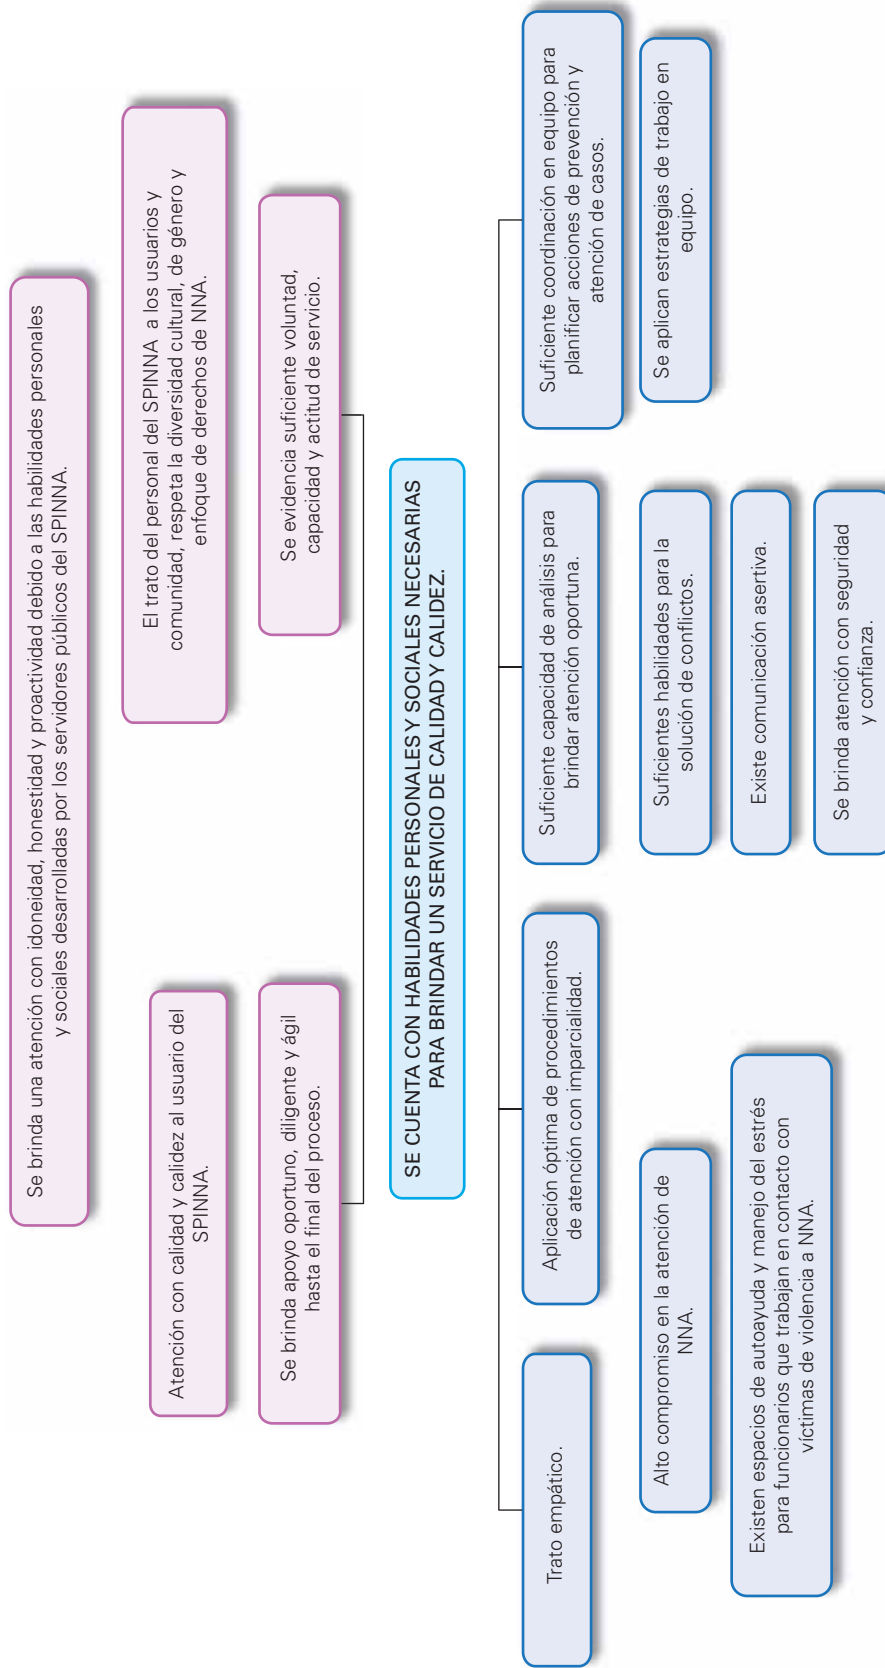 Se brinda una atención con idoneidad, honestidad y proactividad debido a las habilidades personales
y sociales desarrolladas por los servidores públicos del SPINNA.
Atención con calidad y calidez al usuario del
SPINNA.
El trato del personal del SPINNA a los usuarios y
comunidad, respeta la diversidad cultural, de género y
enfoque de derechos de NNA.
Se brinda apoyo oportuno, diligente y ágil
hasta el final del proceso.
Se evidencia suficiente voluntad,
capacidad y actitud de servicio.
SE CUENTA CON HABILIDADES PERSONALES Y SOCIALES NECESARIAS
PARA BRINDAR UN SERVICIO DE CALIDAD Y CALIDEZ.
Trato empático.
Aplicación óptima de procedimientos
de atención con imparcialidad.
Suficiente capacidad de análisis para
brindar atención oportuna.
Suficiente coordinación en equipo para
planificar acciones de prevención y
atención de casos.
Alto compromiso en la atención de
NNA.
Suficientes habilidades para la
solución de conflictos.
Se aplican estrategias de trabajo en
equipo.
Existen espacios de autoayuda y manejo del estrés
para funcionarios que trabajan en contacto con
víctimas de violencia a NNA.
Existe comunicación asertiva.
Se brinda atención con seguridad
y confianza.